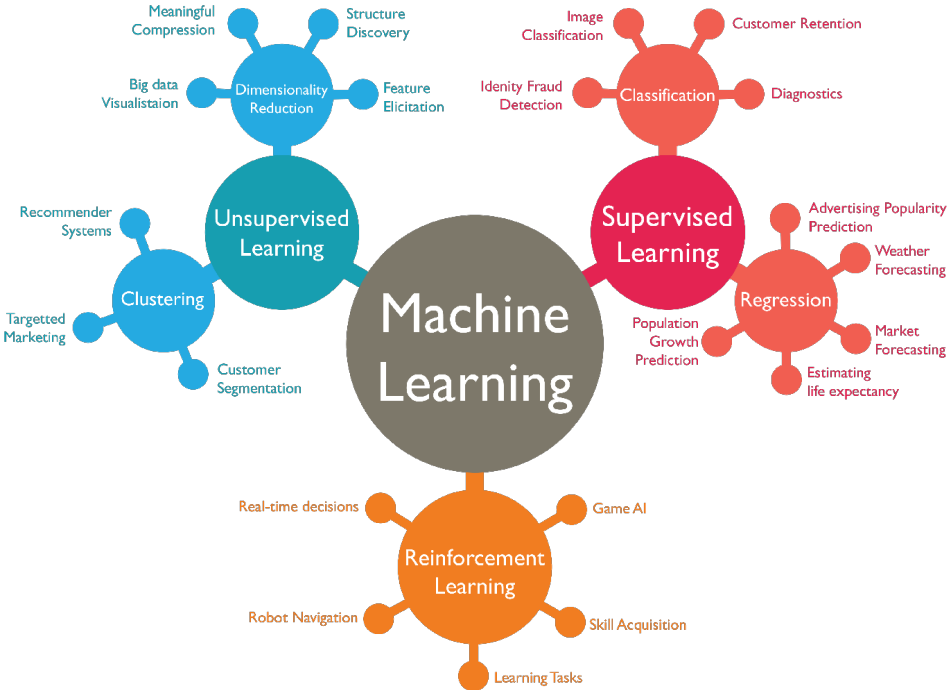 Meaningful
Compression
Structure
Discovery
Big data
Visualistaion
Dimensionality
Reduction
Feature
Elicitation
Image
Classification
Customer Retention
Idenity Fraud
Detection
Classification
Diagnostics
Recommender
Systems
Unsupervised
Learning
Clustering
Targetted
Marketing
Customer
Segmentation
Machine
Learning
Supervised
Learning
Advertising Popularity
Prediction
Weather
Forecasting
Regression
Population
Growth
Prediction
Market
Forecasting
Estimating
life expectancy
Real-time decisions
Game AI
Reinforcement
Learning
Robot Navigation
Skill Acquisition
Learning Tasks